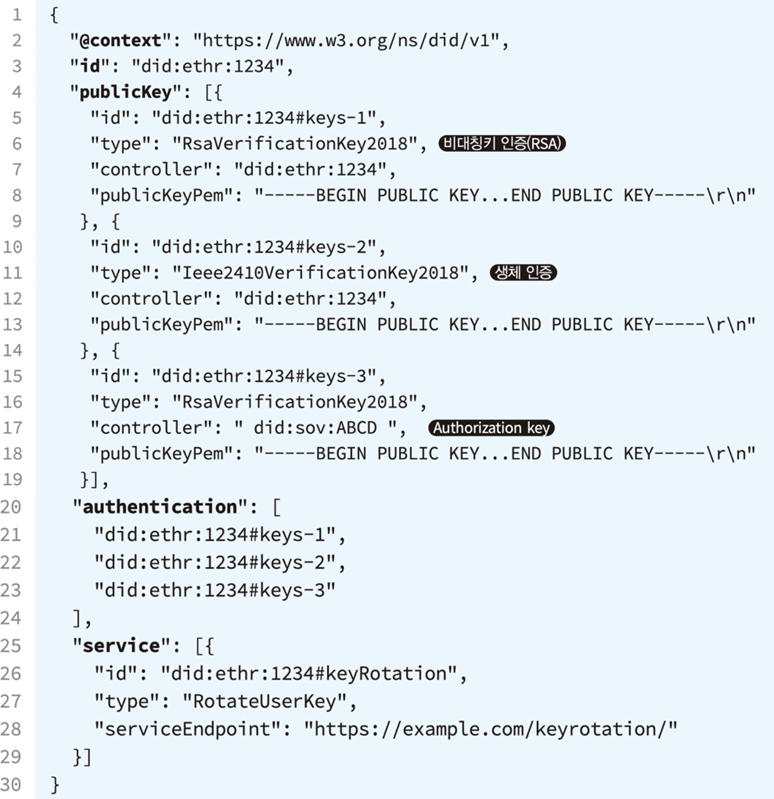 1 {
2 "@context": "https://www.w3.org/ns/did/v1",
3 "id": "did:ethr:1234",
4 "publicKey": [{
5 "id": "did:ethr:1234#keys-1",
6 "type": "RsaVerificationKey2018", 비대칭키 인증(RSA)
7 "controller": "did:ethr:1234",
8 "publicKeyPem": "-----BEGIN PUBLIC KEY...END PUBLIC KEY-----\r\n"
9 }, {
10 "id": "did:ethr:1234#keys-2",
11 "type": "Ieee2410VerificationKey2018", 생체 인증
12 "controller": "did:ethr:1234",
13 "publicKeyPem": "-----BEGIN PUBLIC KEY...END PUBLIC KEY-----\r\n"
14 }, {
15 "id": "did:ethr:1234#keys-3",
16 "type": "RsaVerificationKey2018",
17 "controller": " did:sov:ABCD ", Authorization key
18 "publicKeyPem": "-----BEGIN PUBLIC KEY...END PUBLIC KEY-----\r\n"
19 }],
20 "authentication": [
21 "did:ethr:1234#keys-1",
22 "did:ethr:1234#keys-2",
23 "did:ethr:1234#keys-3"
24 ],
25 "service": [{
26 "id": "did:ethr:1234#keyRotation",
27 "type": "RotateUserKey",
28 "serviceEndpoint": "https://example.com/keyrotation/"
29 }]
30 }